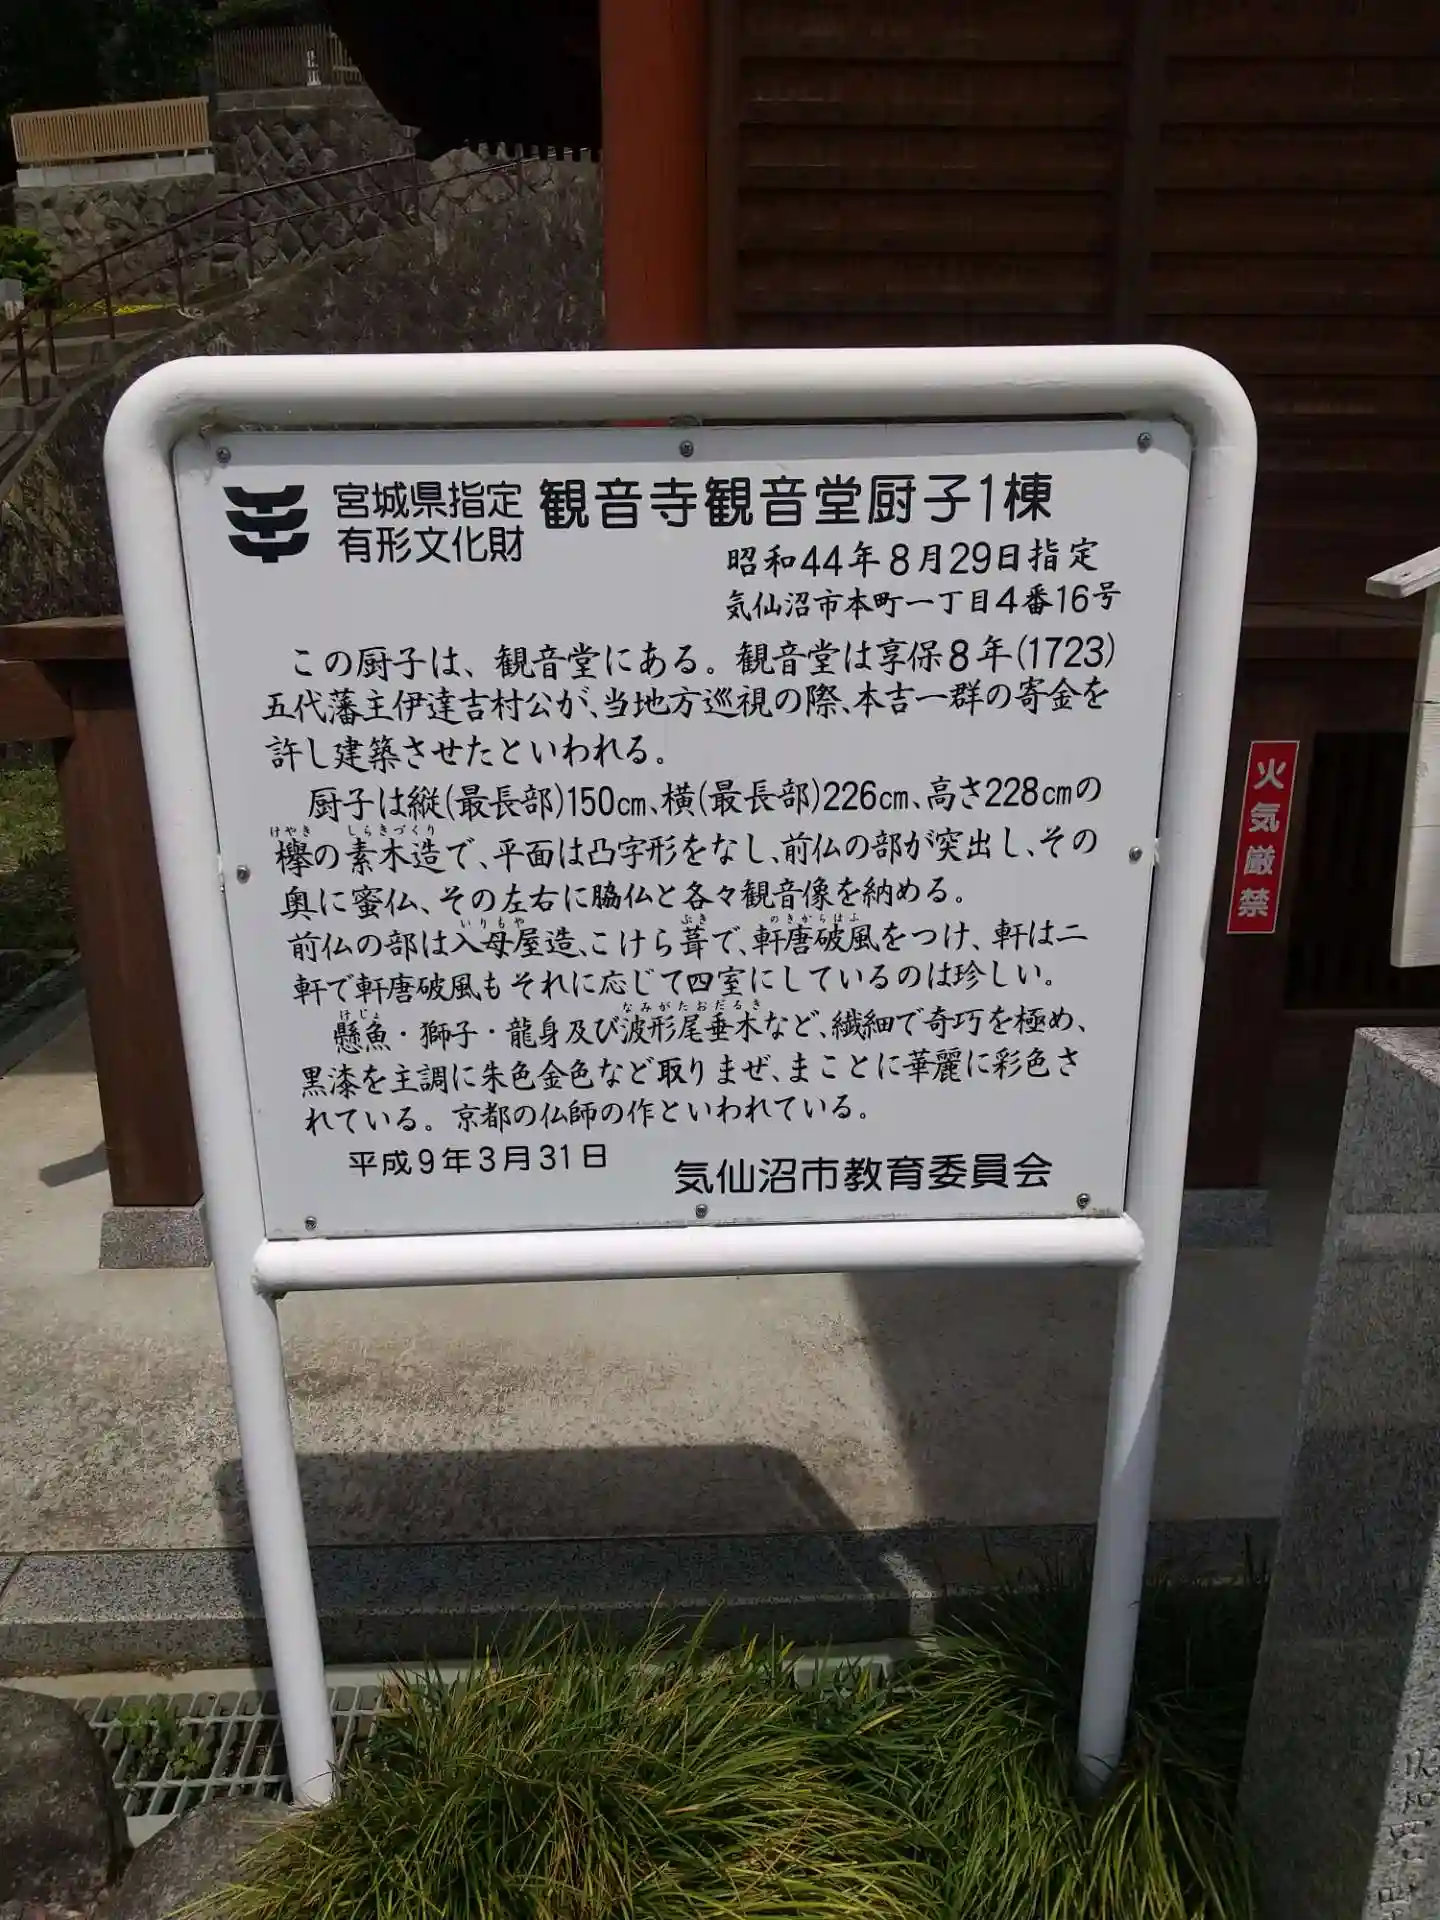 宮城県指定
有形文化財
観音寺観音堂厨子1棟
昭和44年8月29日指定
気仙沼市本町一丁目4番16号
この厨子は、観音堂にある。観音堂は享保8年(1723)
五代藩主伊達吉村公が、当地方巡視の際、本吉一群の寄金を
許し建築させたといわれる。
厨子は縦(最長部)150cm、横(最長部)226cm、高さ228cmの
けやき しらきづくり
欅の素木造で、平面は凸字形をなし、前仏の部が突出し、その
奥に蜜仏、その左右に脇仏と各々観音像を納める。
いりもや ぶき のきからはふ
前仏の部は入母屋造、こけら葺で、軒唐破風をつけ、軒は二
軒で軒唐破風もそれに応じて四室にしているのは珍しい。
けじょ なみがたおだるき
懸魚・獅子・龍身及び波形尾垂木など、繊細で奇巧を極め、
黒漆を主調に朱色金色など取りまぜ、まことに華麗に彩色さ
れている。京都の仏師の作といわれている。
平成9年3月31日
気仙沼市教育委員会
火気厳禁